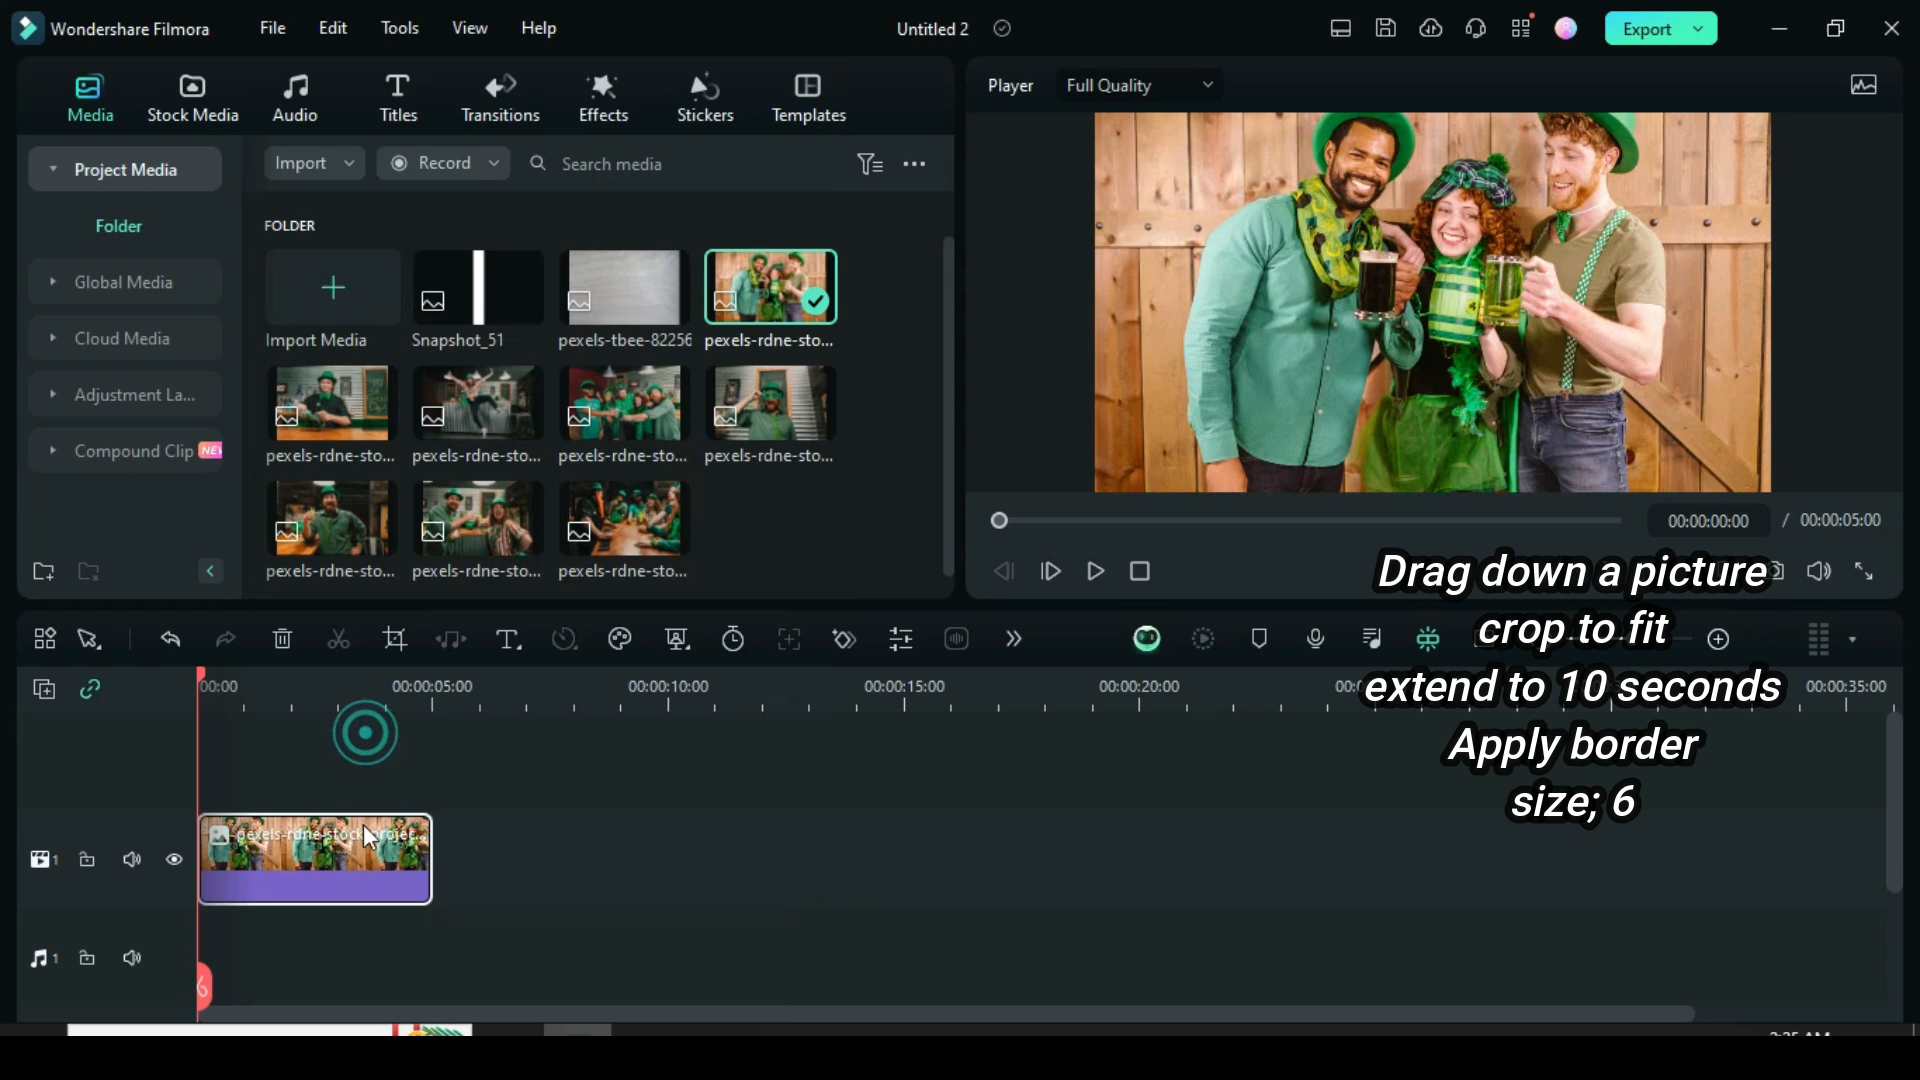 Wondershare Filmora
File
Edit
Tools
View
Help
Untitled 2
Export
Media
Stock Media
Audio
Titles
Transitions
Effects
Stickers
Templates
Player
Full Quality
Project Media
Import
Record
Search media
Folder
FOLDER
Global Media
Cloud Media
Adjustment La...
Compound Clip
Import Media
Snapshot_51
pexels-tbee-82256
pexels-rdne-sto...
pexels-rdne-sto...
pexels-rdne-sto...
pexels-rdne-sto...
pexels-rdne-sto...
pexels-rdne-sto...
pexels-rdne-sto...
pexels-rdne-sto...
00:00:00:00
/
00:00:05:00
Drag down a picture
crop to fit
extend to 10 seconds
Apply border
size; 6
00:00
00:00:05:00
00:00:10:00
00:00:15:00
00:00:20:00
00:00:35:00
pexels-rdne-stock-projec...
1
1